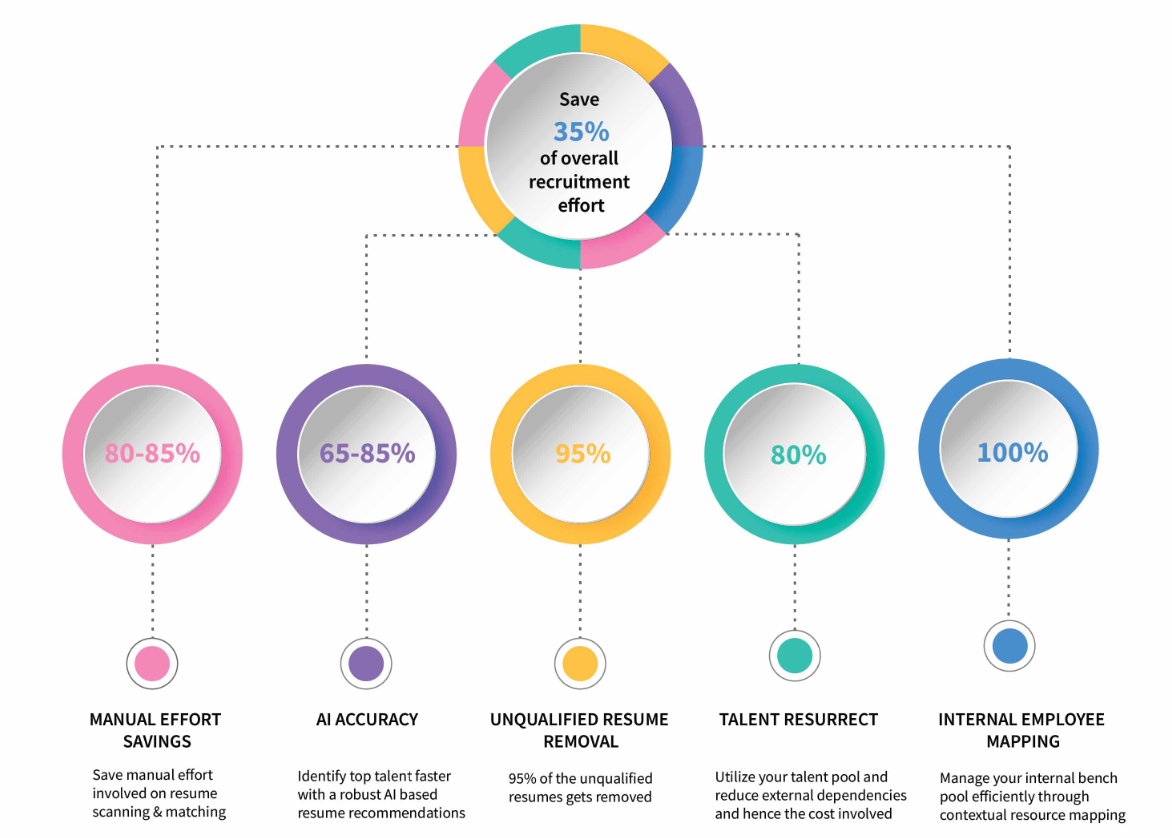 Save
35%
of overall
recruitment
effort
80-85%
65-85%
95%
80%
100%
MANUAL EFFORT
SAVINGS
Save manual effort
involved on resume
scanning & matching
AI ACCURACY
Identify top talent faster
with a robust AI based
resume recommendations
UNQUALIFIED RESUME
REMOVAL
95% of the unqualified
resumes gets removed
TALENT RESURRECT
Utilize your talent pool and
reduce external dependencies
and hence the cost involved
INTERNAL EMPLOYEE
MAPPING
Manage your internal bench
pool efficiently through
contextual resource mapping